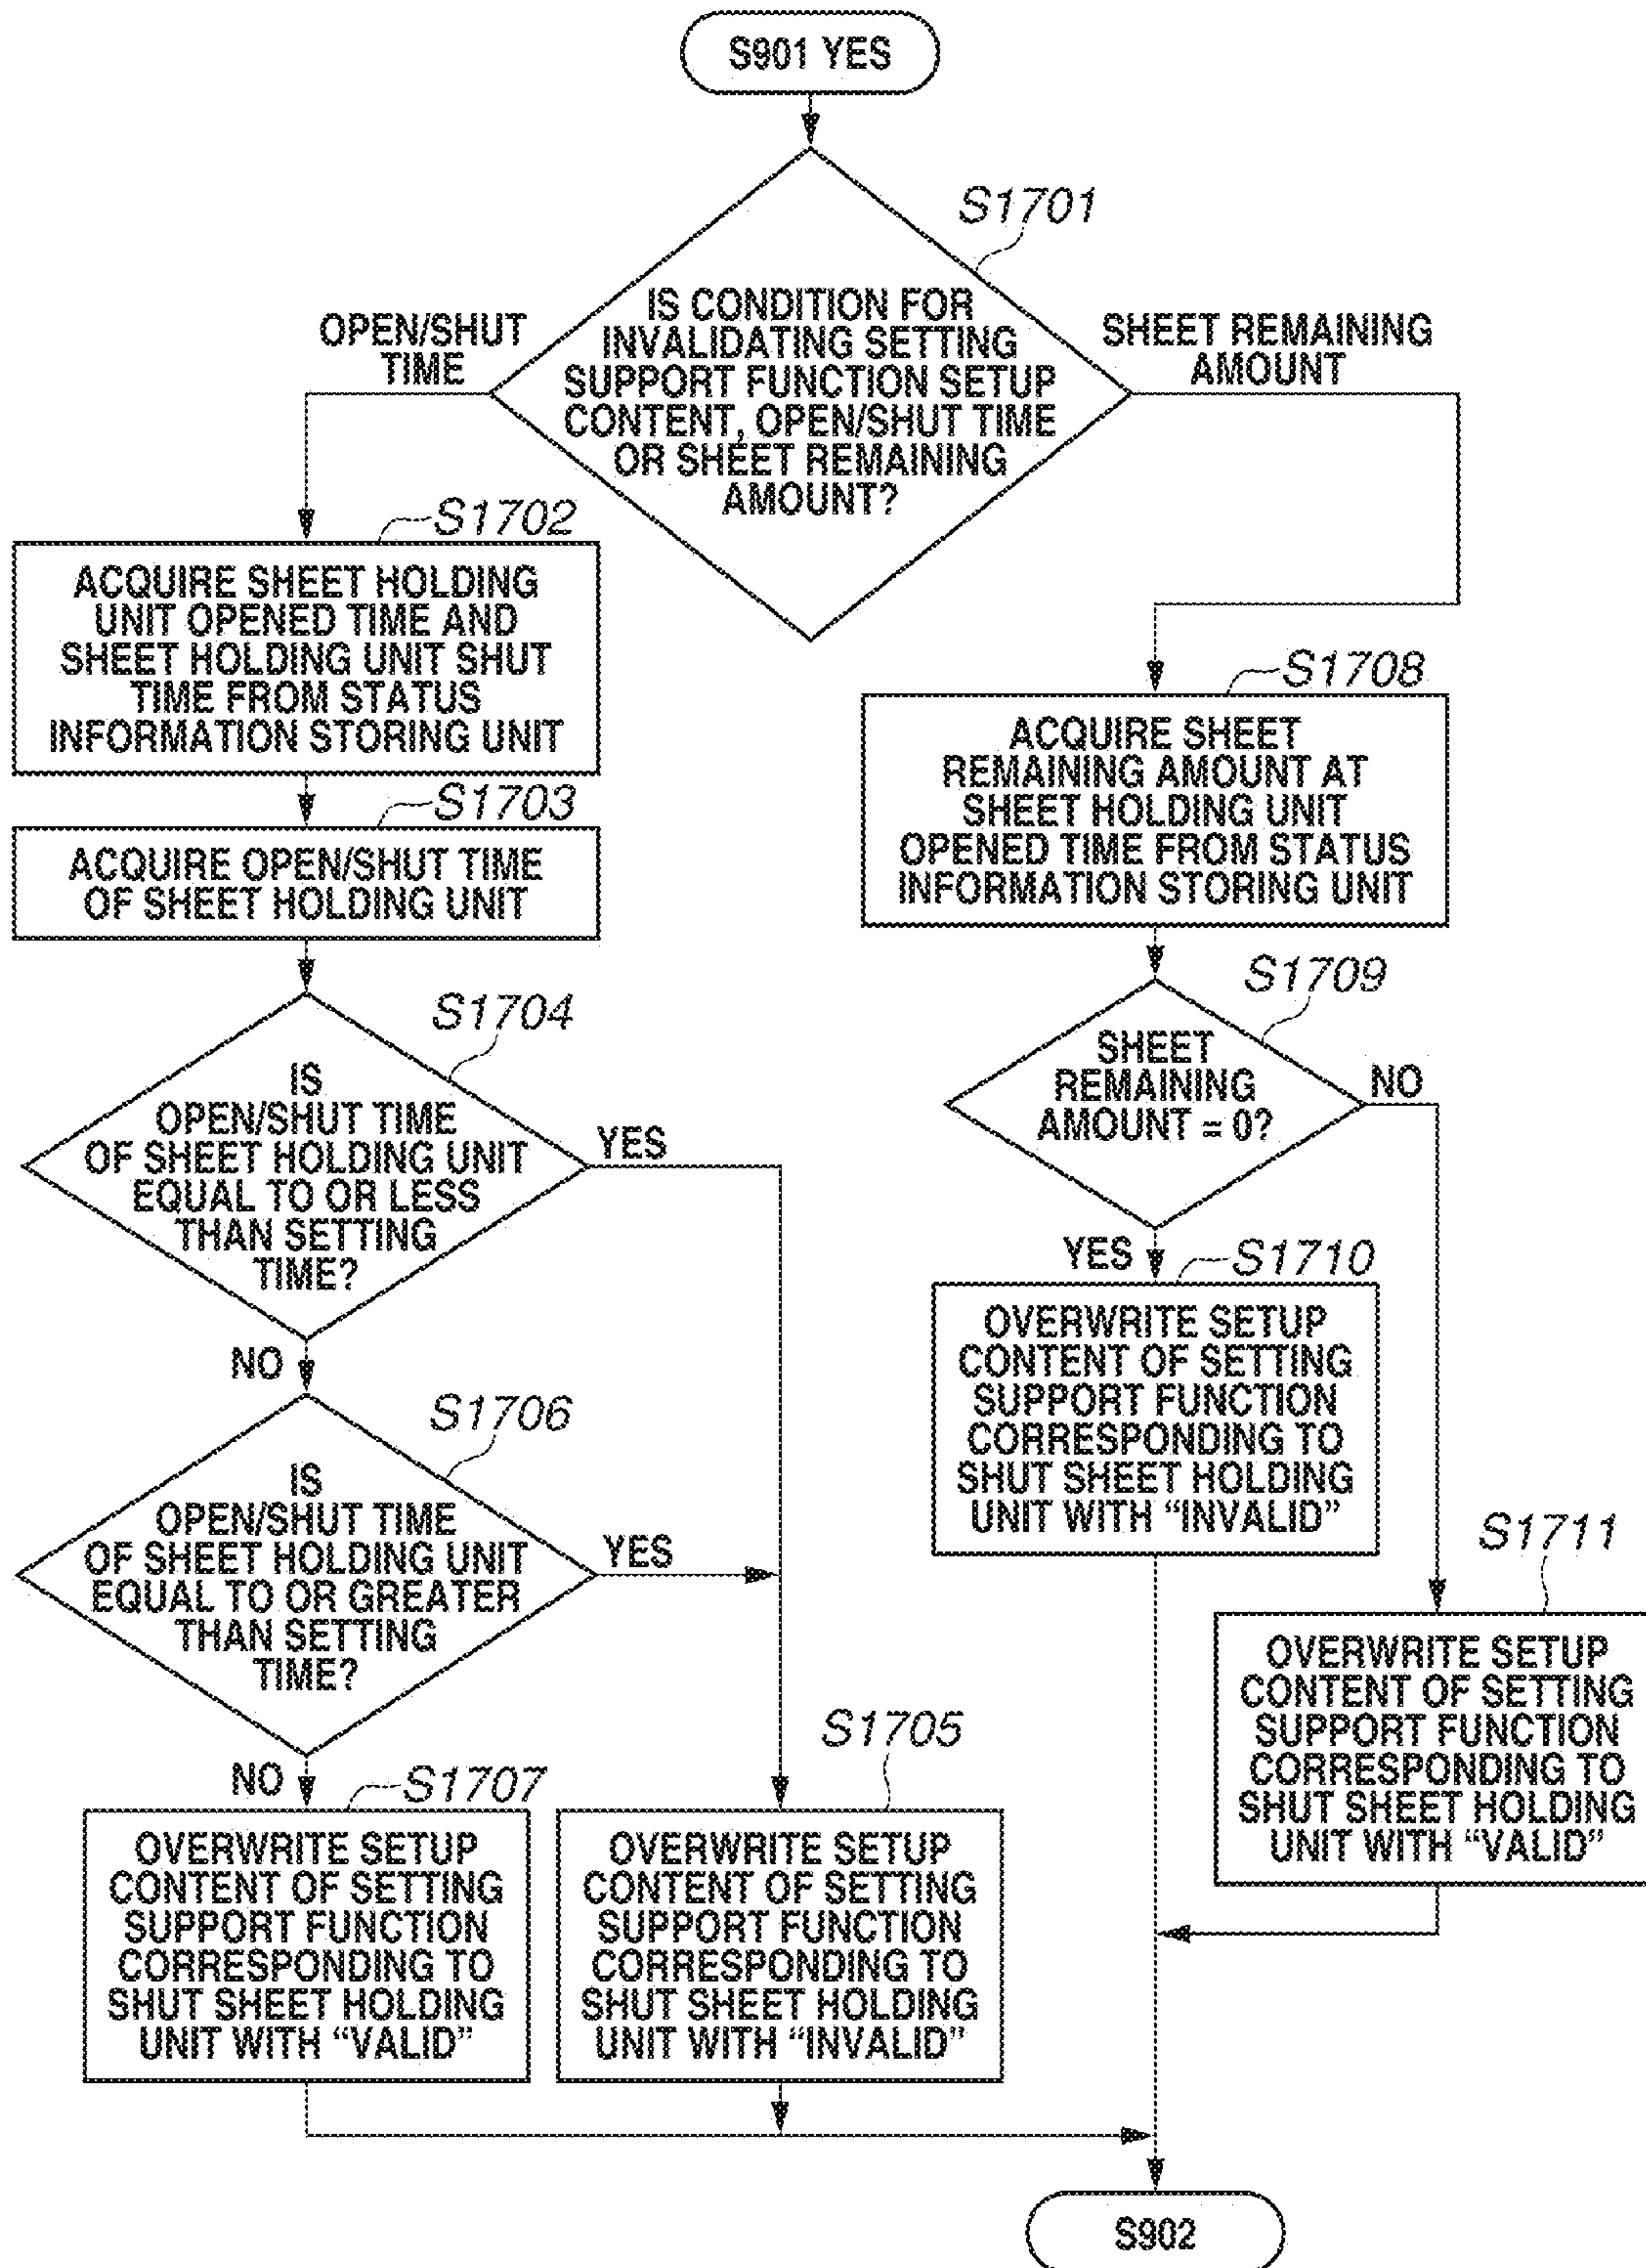 S901 YES
S1701
IS CONDITION FOR
INVALIDATING SETTING
SUPPORT FUNCTION SETUP
CONTENT, OPEN/SHUT TIME
OR SHEET REMAINING
AMOUNT?
OPEN/SHUT
TIME
SHEET REMAINING
AMOUNT
S1702
ACQUIRE SHEET HOLDING
UNIT OPENED TIME AND
SHEET HOLDING UNIT SHUT
TIME FROM STATUS
INFORMATION STORING UNIT
S1703
ACQUIRE OPEN/SHUT TIME
OF SHEET HOLDING UNIT
S1704
IS
OPEN/SHUT TIME
OF SHEET HOLDING UNIT
EQUAL TO OR LESS
THAN SETTING
TIME?
YES
NO
S1706
IS
OPEN/SHUT TIME
OF SHEET HOLDING UNIT
EQUAL TO OR GREATER
THAN SETTING
TIME?
YES
NO
S1707
OVERWRITE SETUP
CONTENT OF SETTING
SUPPORT FUNCTION
CORRESPONDING TO
SHUT SHEET HOLDING
UNIT WITH “VALID”
S1705
OVERWRITE SETUP
CONTENT OF SETTING
SUPPORT FUNCTION
CORRESPONDING TO
SHUT SHEET HOLDING
UNIT WITH “INVALID”
S1708
ACQUIRE SHEET
REMAINING AMOUNT AT
SHEET HOLDING UNIT
OPENED TIME FROM STATUS
INFORMATION STORING UNIT
S1709
SHEET
REMAINING
AMOUNT = 0?
NO
YES
S1710
OVERWRITE SETUP
CONTENT OF SETTING
SUPPORT FUNCTION
CORRESPONDING TO
SHUT SHEET HOLDING
UNIT WITH “INVALID”
S1711
OVERWRITE SETUP
CONTENT OF SETTING
SUPPORT FUNCTION
CORRESPONDING TO
SHUT SHEET HOLDING
UNIT WITH “VALID”
S902